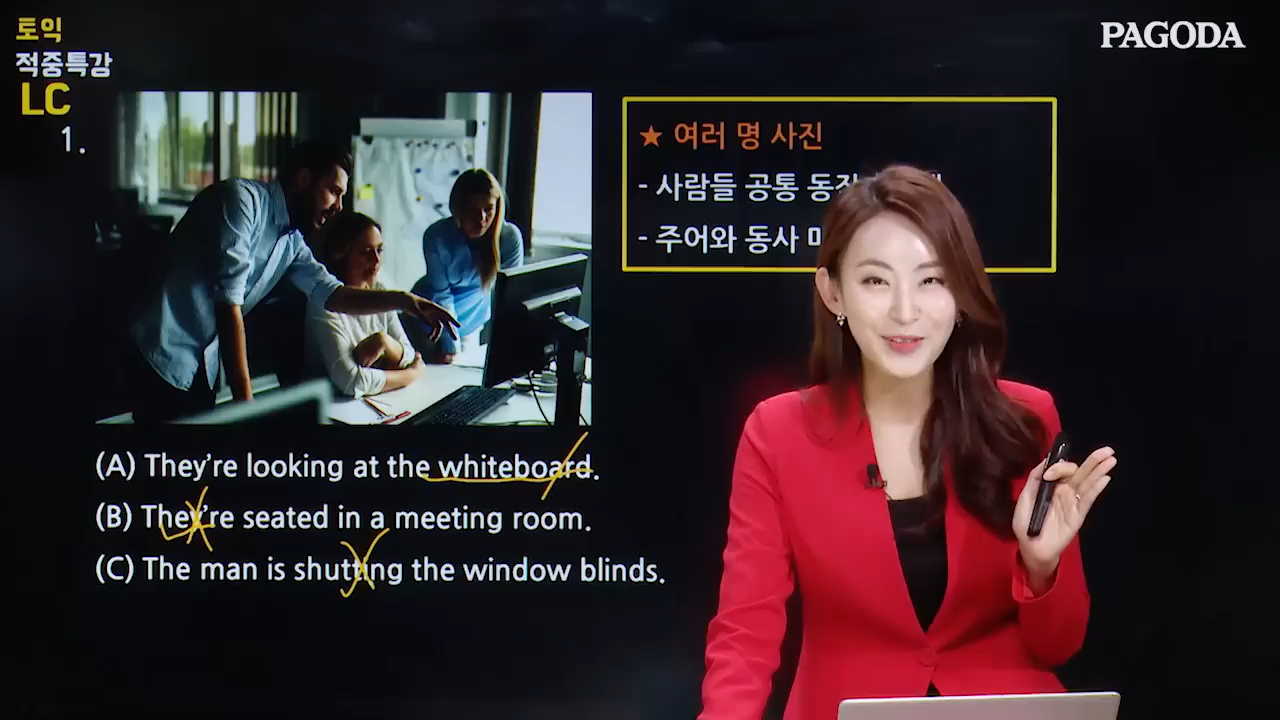 토익
적중특강
LC
PAGODA
1.
★ 여러 명 사진
- 사람들 공통 동작
- 주어와 동사
(A) They're looking at the whiteboard.
(B) They're seated in a meeting room.
(C) The man is shutting the window blinds.